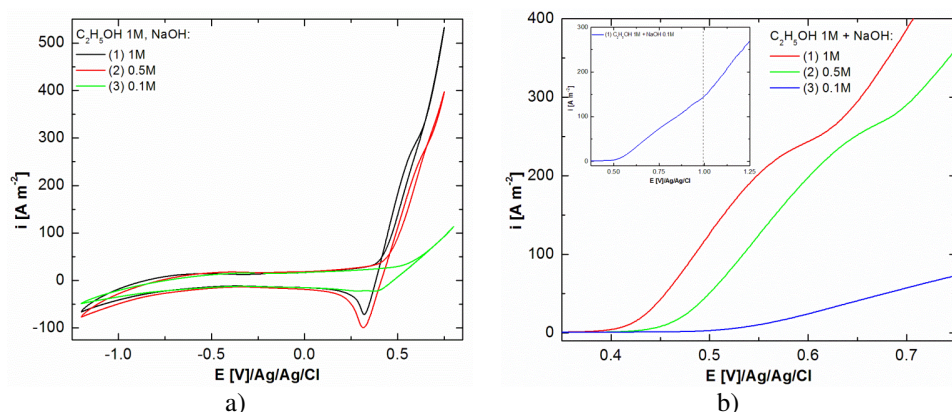 C2H5OH 1M, NaOH:
(1) 1M
(2) 0.5M
(3) 0.1M
500
400
300
200
100
0
-100
i [A m-2]
-1.0
-0.5
0.0
0.5
E [V]/Ag/Ag/Cl
a)
(1) C2H5OH 1M + NaOH 0.1M
300
250
200
150
100
50
0
i [A m-2]
0.50
0.75
1.00
1.25
E [V]/Ag/Ag/Cl
C2H5OH 1M + NaOH:
(1) 1M
(2) 0.5M
(3) 0.1M
400
300
200
100
0
i [A m-2]
0.4
0.5
0.6
0.7
E [V]/Ag/Ag/Cl
b)